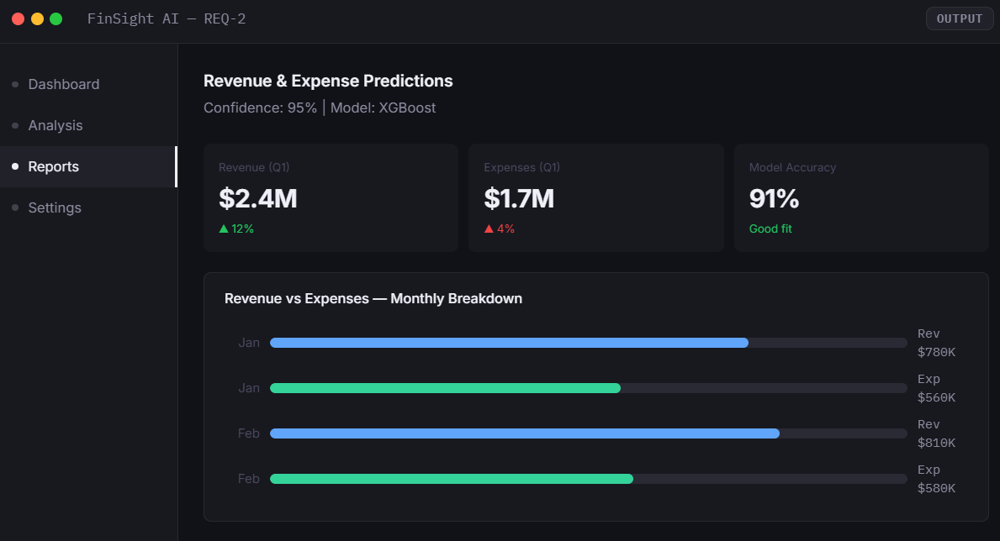 FinSight AI — REQ-2
OUTPUT
Dashboard
Analysis
Reports
Settings
Revenue & Expense Predictions
Confidence: 95% | Model: XGBoost
Revenue (Q1)
$2.4M
▲ 12%
Expenses (Q1)
$1.7M
▲ 4%
Model Accuracy
91%
Good fit
Revenue vs Expenses — Monthly Breakdown
Jan
Rev
$780K
Jan
Exp
$560K
Feb
Rev
$810K
Feb
Exp
$580K